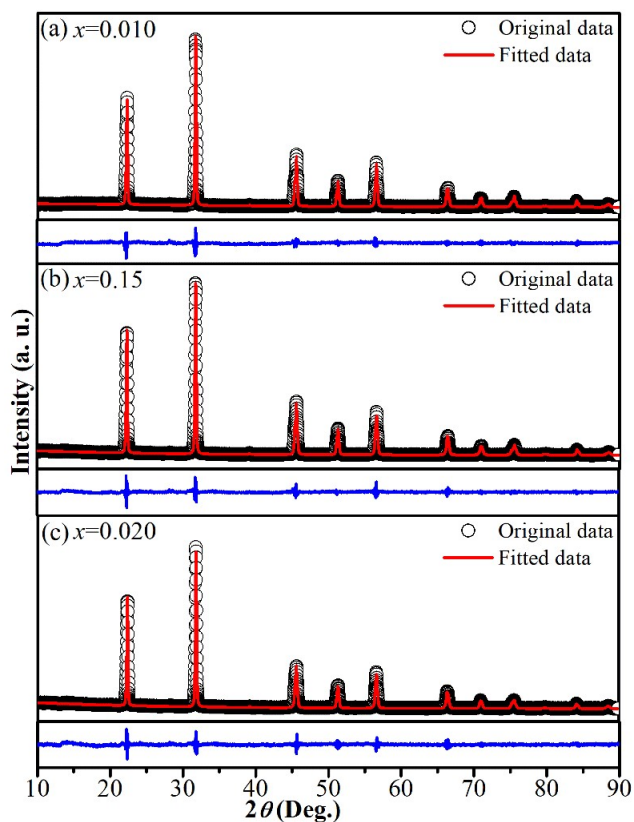 (a) x=0.010
Original data
Fitted data
(b) x=0.15
Original data
Fitted data
(c) x=0.020
Original data
Fitted data
Intensity (a. u.)
10 20 30 40 50 60 70 80 90
2θ (Deg.)